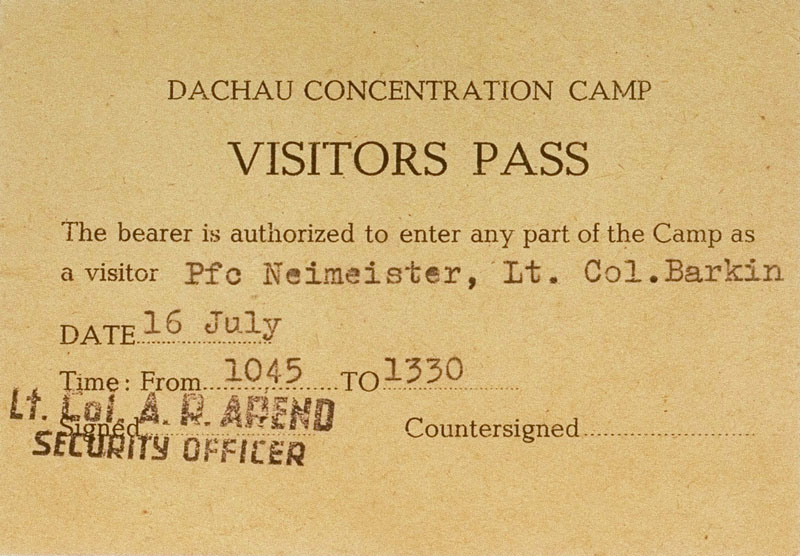 DACHAU CONCENTRATION CAMP
VISITORS PASS
The bearer is authorized to enter any part of the Camp as
a visitor Pfc Neimeister, Lt. Col.Barkin
DATE 16 July
Time: From 1045 TO 1330
Lt. Col. A. R. AREND
Signed Countersigned
SECURITY OFFICER